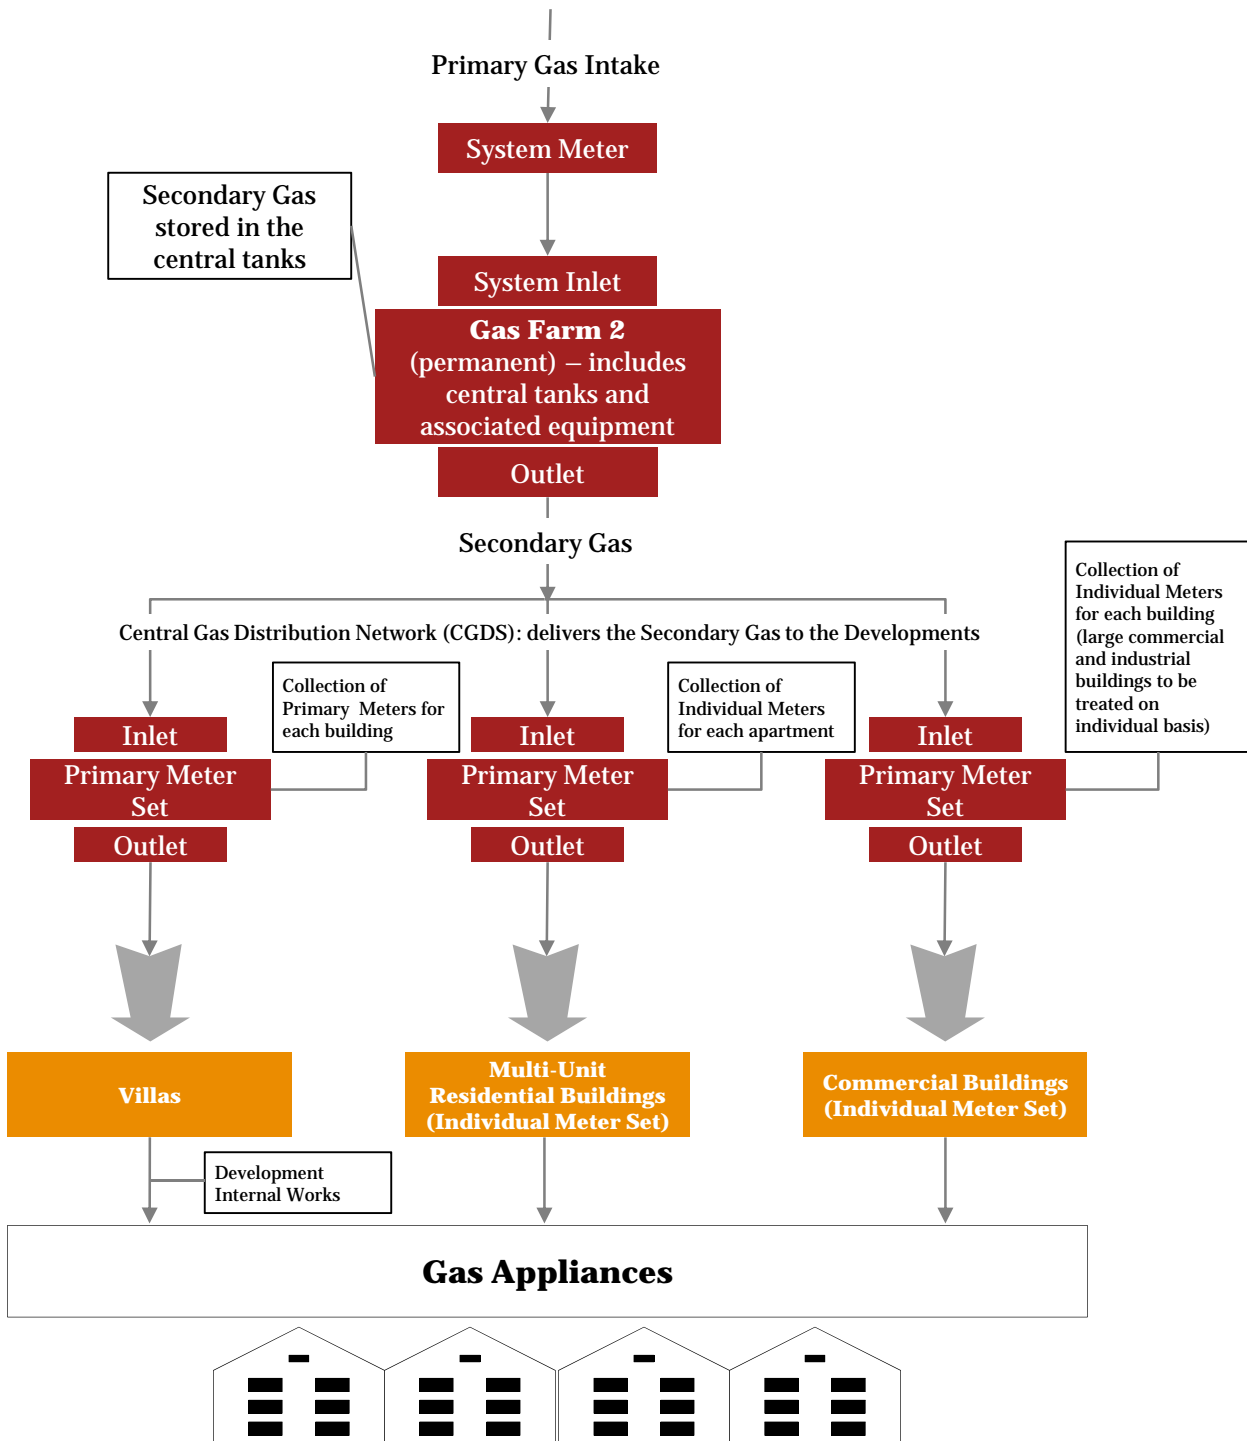 Primary Gas Intake
System Meter
Secondary Gas
stored in the
central tanks
System Inlet
Gas Farm 2
(permanent) – includes
central tanks and
associated equipment
Outlet
Secondary Gas
Collection of
Individual Meters
for each building
(large commercial
and industrial
buildings to be
treated on
individual basis)
Central Gas Distribution Network (CGDS): delivers the Secondary Gas to the Developments
Collection of
Primary Meters for
each building
Collection of
Individual Meters
for each apartment
Inlet
Primary Meter
Set
Outlet
Inlet
Primary Meter
Set
Outlet
Inlet
Primary Meter
Set
Outlet
Villas
Multi-Unit
Residential Buildings
(Individual Meter Set)
Commercial Buildings
(Individual Meter Set)
Development
Internal Works
Gas Appliances